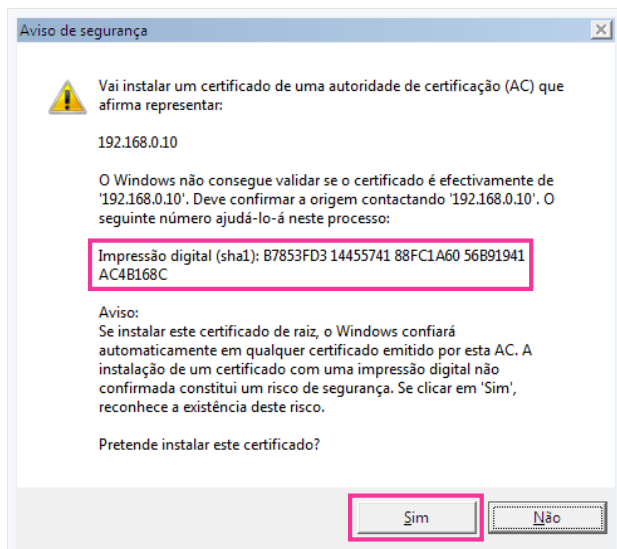 Aviso de segurança
Vai instalar um certificado de uma autoridade de certificação (AC) que
afirma representar:
192.168.0.10
O Windows não consegue validar se o certificado é efectivamente de
'192.168.0.10'. Deve confirmar a origem contactando '192.168.0.10'. O
seguinte número ajudá-lo-á neste processo:
Impressão digital (sha1): B7853FD3 14455741 88FC1A60 56B91941
AC4B168C
Aviso:
Se instalar este certificado de raiz, o Windows confiará
automaticamente em qualquer certificado emitido por esta AC. A
instalação de um certificado com uma impressão digital não
confirmada constitui um risco de segurança. Se clicar em 'Sim',
reconhece a existência deste risco.
Pretende instalar este certificado?
Sim
Não